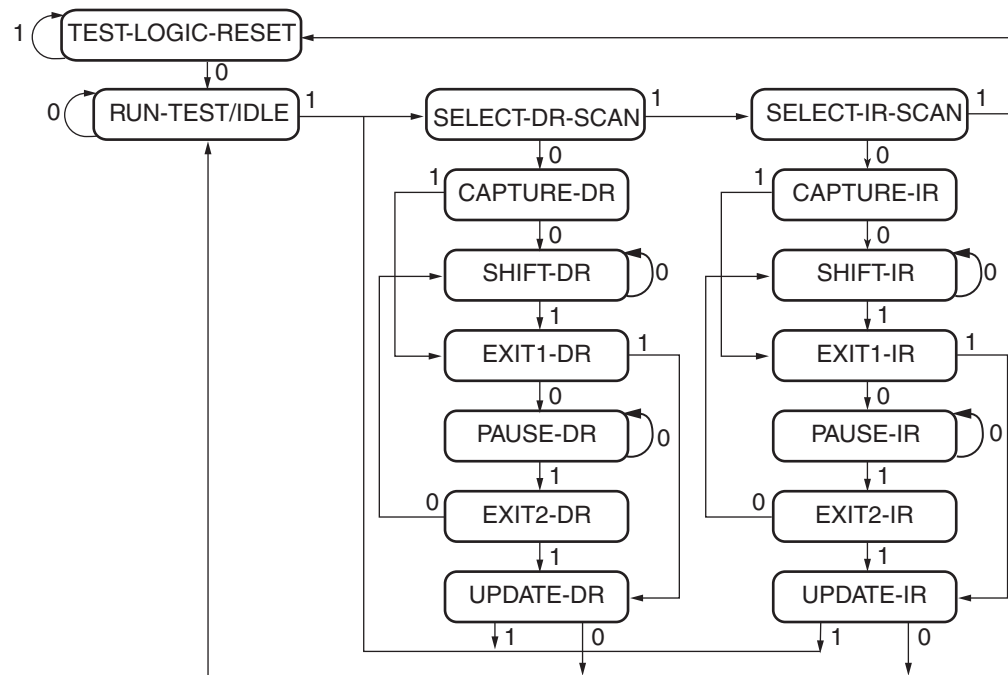 1 TEST-LOGIC-RESET
0
0 RUN-TEST/IDLE 1
SELECT-DR-SCAN 1
SELECT-IR-SCAN 1
0 0
1 CAPTURE-DR
1 CAPTURE-IR
0 0
SHIFT-DR 0
SHIFT-IR 0
1 1
EXIT1-DR 1
EXIT1-IR 1
0 0
PAUSE-DR 0
PAUSE-IR 0
1 1
0 EXIT2-DR
0 EXIT2-IR
1 1
UPDATE-DR
UPDATE-IR
1 0 1 0